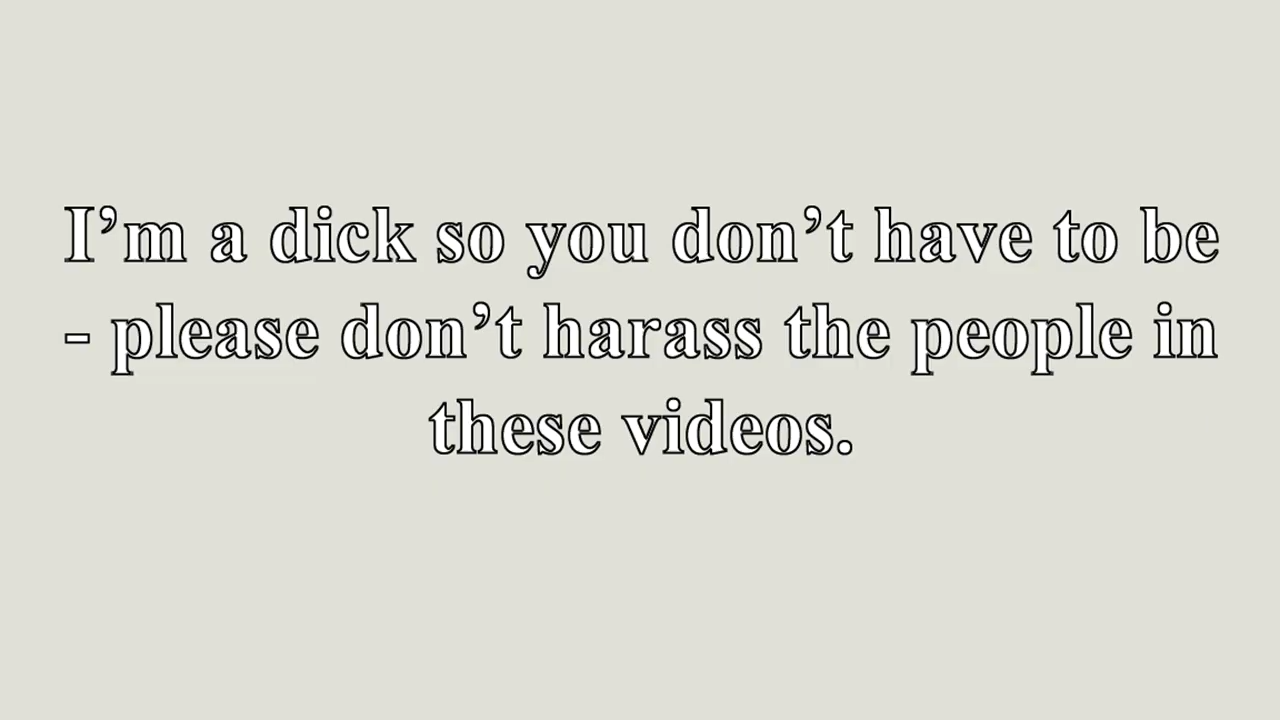 I’m a dick so you don’t have to be
- please don’t harass the people in
these videos.